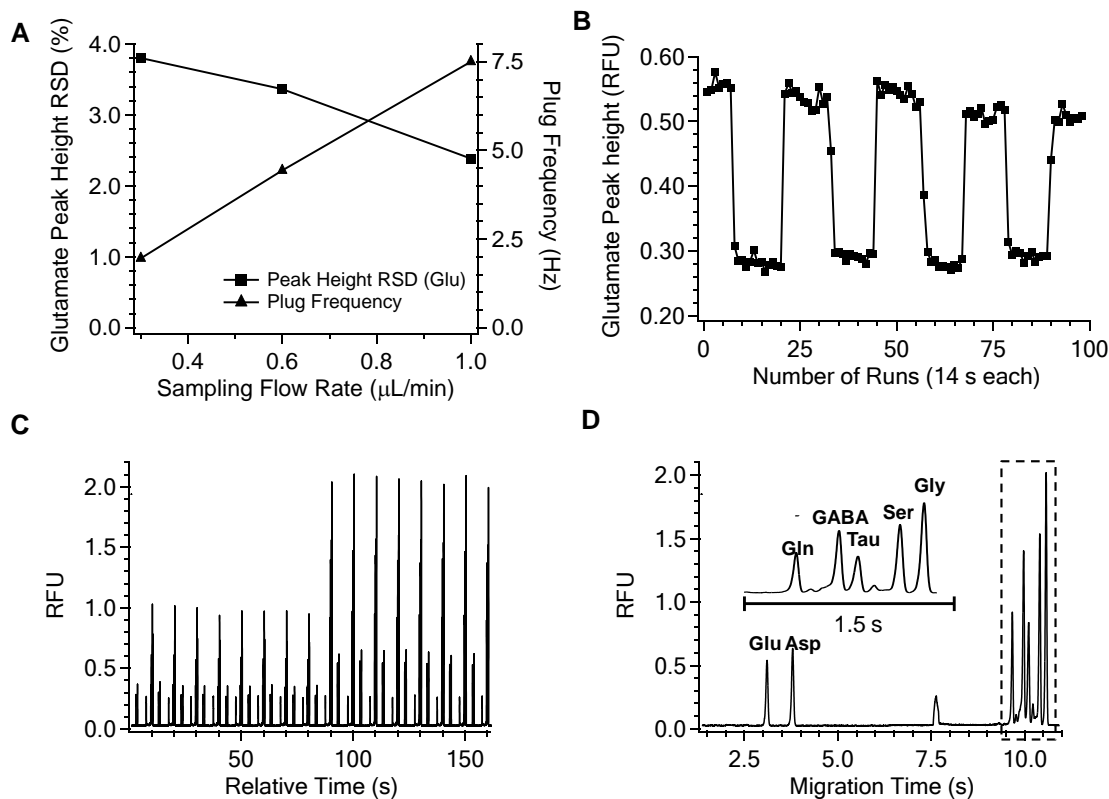 A
Glutamate Peak Height RSD (%)
4.0
3.0
2.0
1.0
0.0
7.5
5.0
2.5
0.0
Plug Frequency (Hz)
Peak Height RSD (Glu)
Plug Frequency
0.4 0.6 0.8 1.0
Sampling Flow Rate (μL/min)
B
Glutamate Peak height (RFU)
0.60
0.50
0.40
0.30
0.20
0 25 50 75 100
Number of Runs (14 s each)
C
RFU
2.0
1.5
1.0
0.5
0.0
50 100 150
Relative Time (s)
D
RFU
2.0
1.5
1.0
0.5
0.0
Gly
GABA Ser
Tau
Gln
1.5 s
Glu Asp
2.5 5.0 7.5 10.0
Migration Time (s)